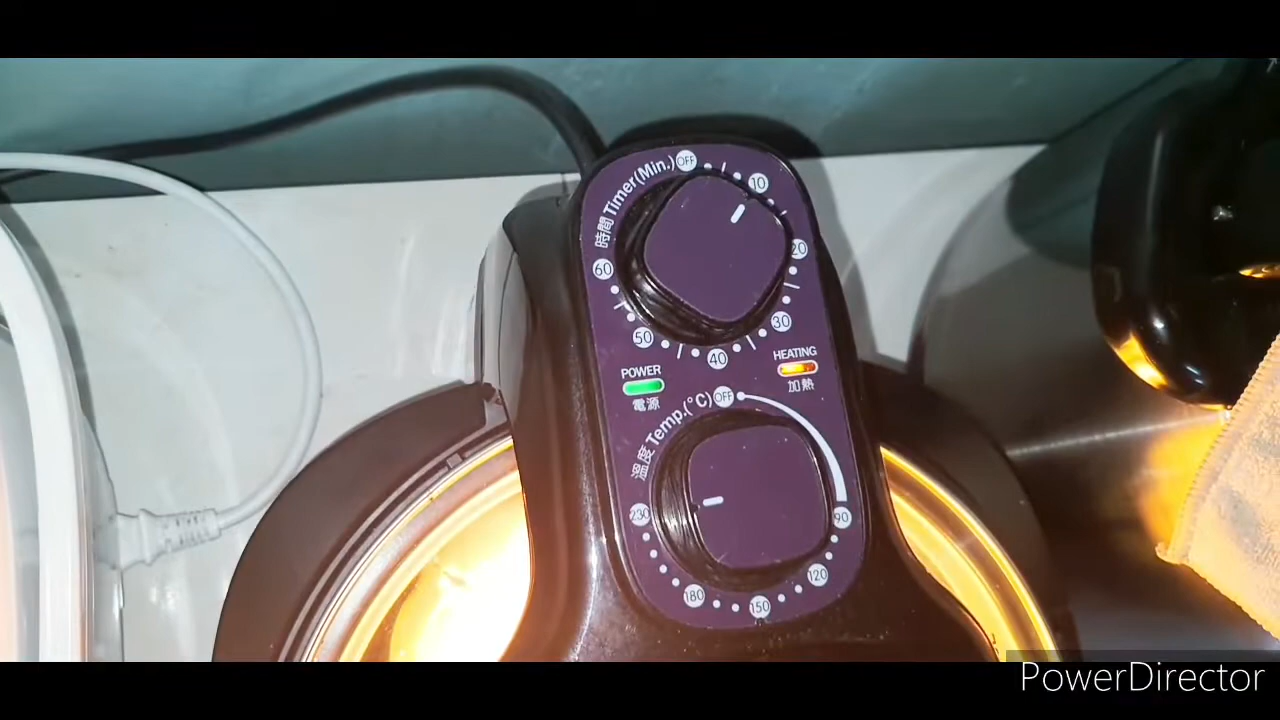 時間 Timer(Min.)
OFF
10
20
30
40
50
60
POWER
電源
HEATING
加熱
溫度 Temp.(°C)
OFF
90
120
150
180
230
PowerDirector